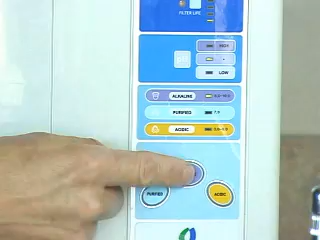 FILTER LIFE
HIGH
LOW
ALKALINE
PURIFIED
ACIDIC
PURIFIED
ACIDIC